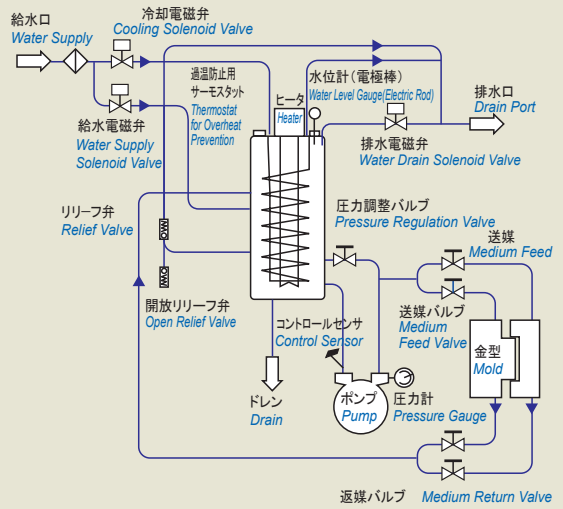 給水口
Water Supply
冷却電磁弁
Cooling Solenoid Valve
給水電磁弁
Water Supply
Solenoid Valve
過温防止用
サーモスタット
Thermostat
for Overheat
Prevention
ヒータ
Heater
水位計(電極棒)
Water Level Gauge(Electric Rod)
排水口
Drain Port
排水電磁弁
Water Drain Solenoid Valve
リリーフ弁
Relief Valve
圧力調整バルブ
Pressure Regulation Valve
送媒
Medium Feed
開放リリーフ弁
Open Relief Valve
コントロールセンサ
Control Sensor
送媒バルブ
Medium
Feed Valve
金型
Mold
ドレン
Drain
ポンプ
Pump
圧力計
Pressure Gauge
返媒バルブ Medium Return Valve